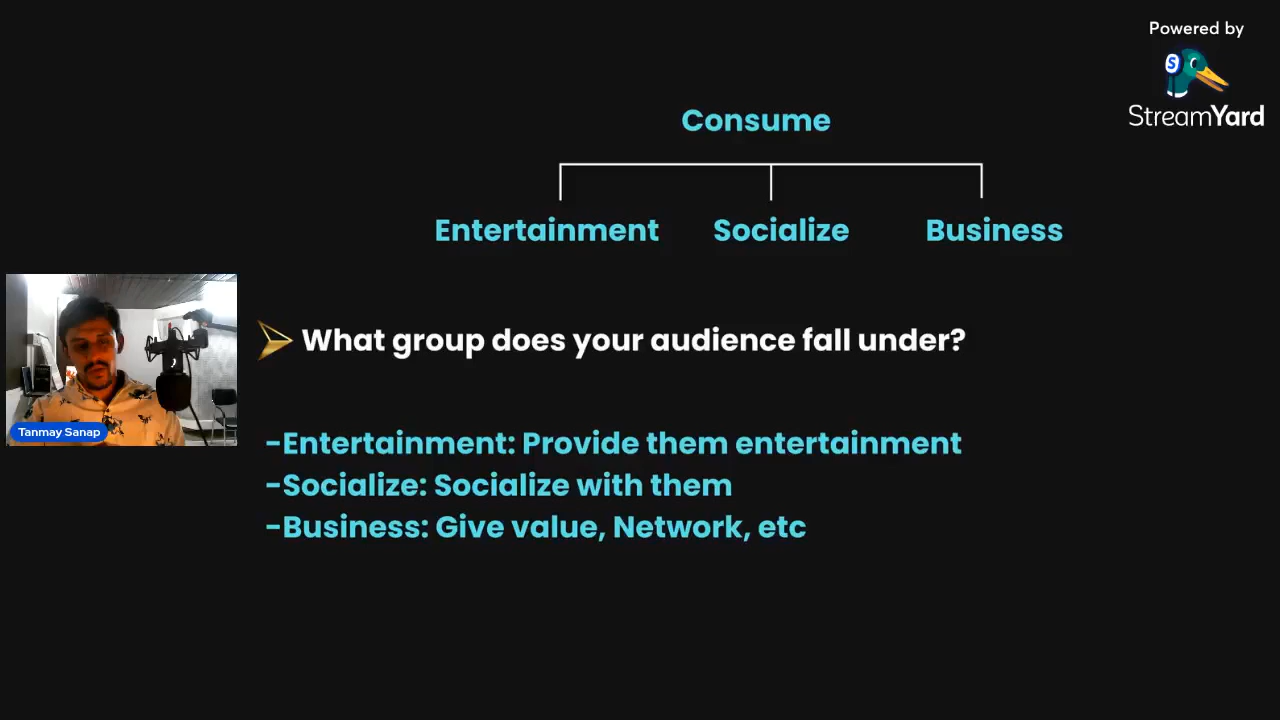 Powered by
S
StreamYard
Consume
Entertainment Socialize Business
What group does your audience fall under?
Tanmay Sanap
-Entertainment: Provide them entertainment
-Socialize: Socialize with them
-Business: Give value, Network, etc